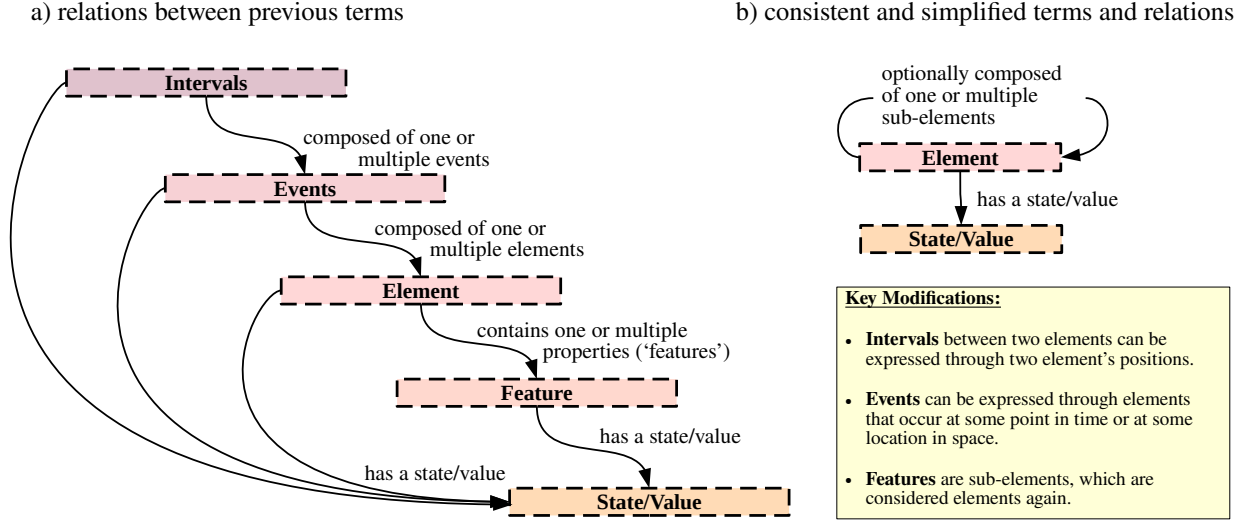 a) relations between previous terms
Intervals
composed of one or
multiple events
Events
composed of one or
multiple elements
Element
contains one or multiple
properties (‘features’)
Feature
has a state/value
has a state/value
State/Value
b) consistent and simplified terms and relations
optionally composed
of one or multiple
sub-elements
Element
has a state/value
State/Value
Key Modifications:
• Intervals between two elements can be
expressed through two element’s positions.
• Events can be expressed through elements
that occur at some point in time or at some
location in space.
• Features are sub-elements, which are
considered elements again.